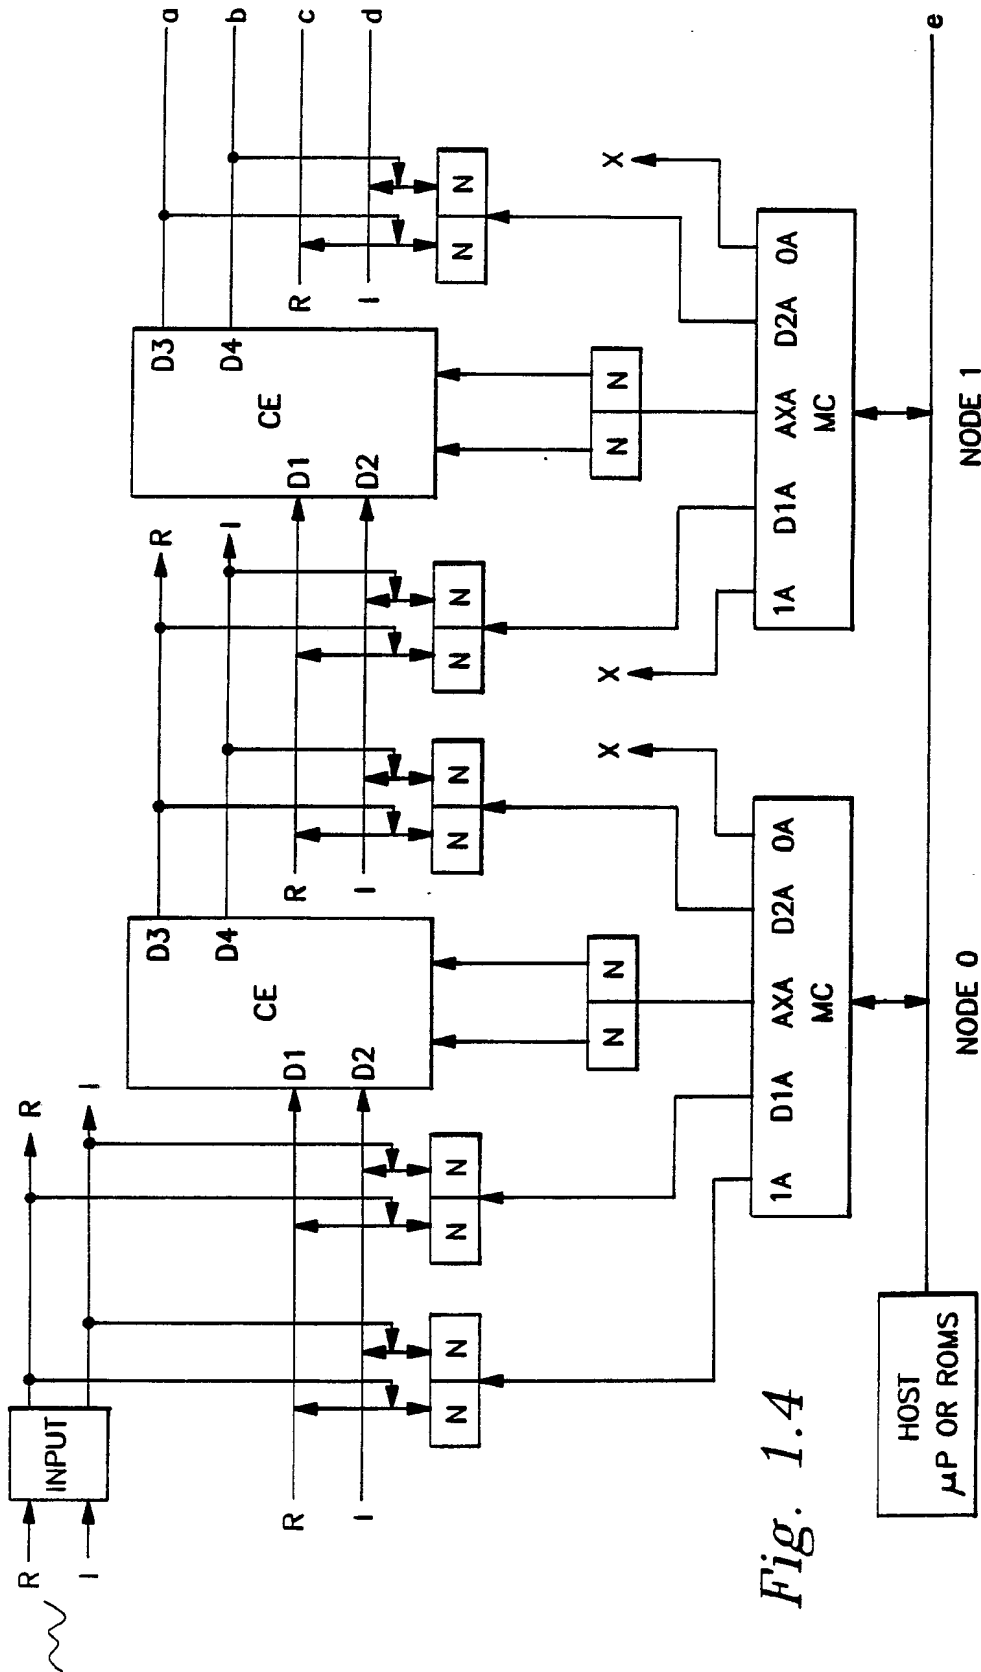 R INPUT R
I I
D3 R D3 a
D4 I D4 b
CE CE
R D1 R D1 R c
I D2 I D2 I d
N N N N N N N N N N
N N X X N N X
1A D1A AXA D2A 0A 1A D1A AXA D2A 0A
MC MC
Fig. 1.4
HOST e
µP OR ROMS
NODE 0 NODE 1